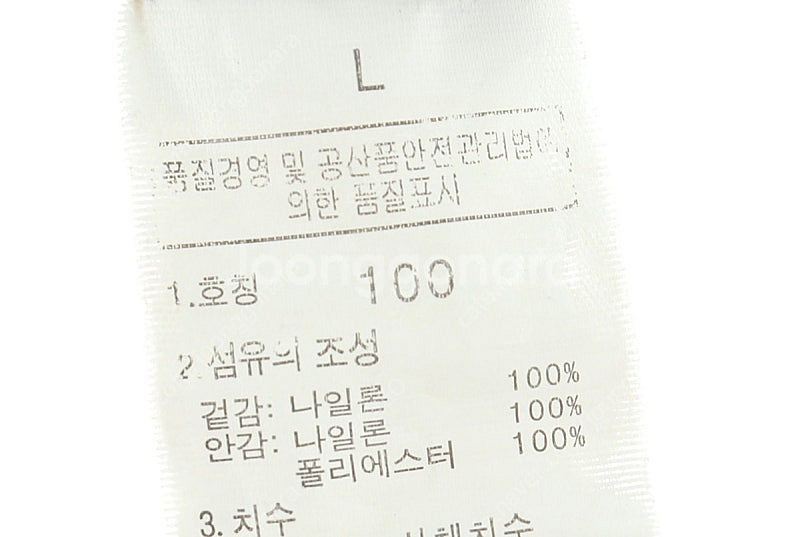 L
품질경영 및 공산품안전관리법에
의한 품질표시
1.호칭 100
2.섬유의 조성
겉감: 나일론 100%
안감: 나일론 100%
폴리에스터 100%
3. 치수